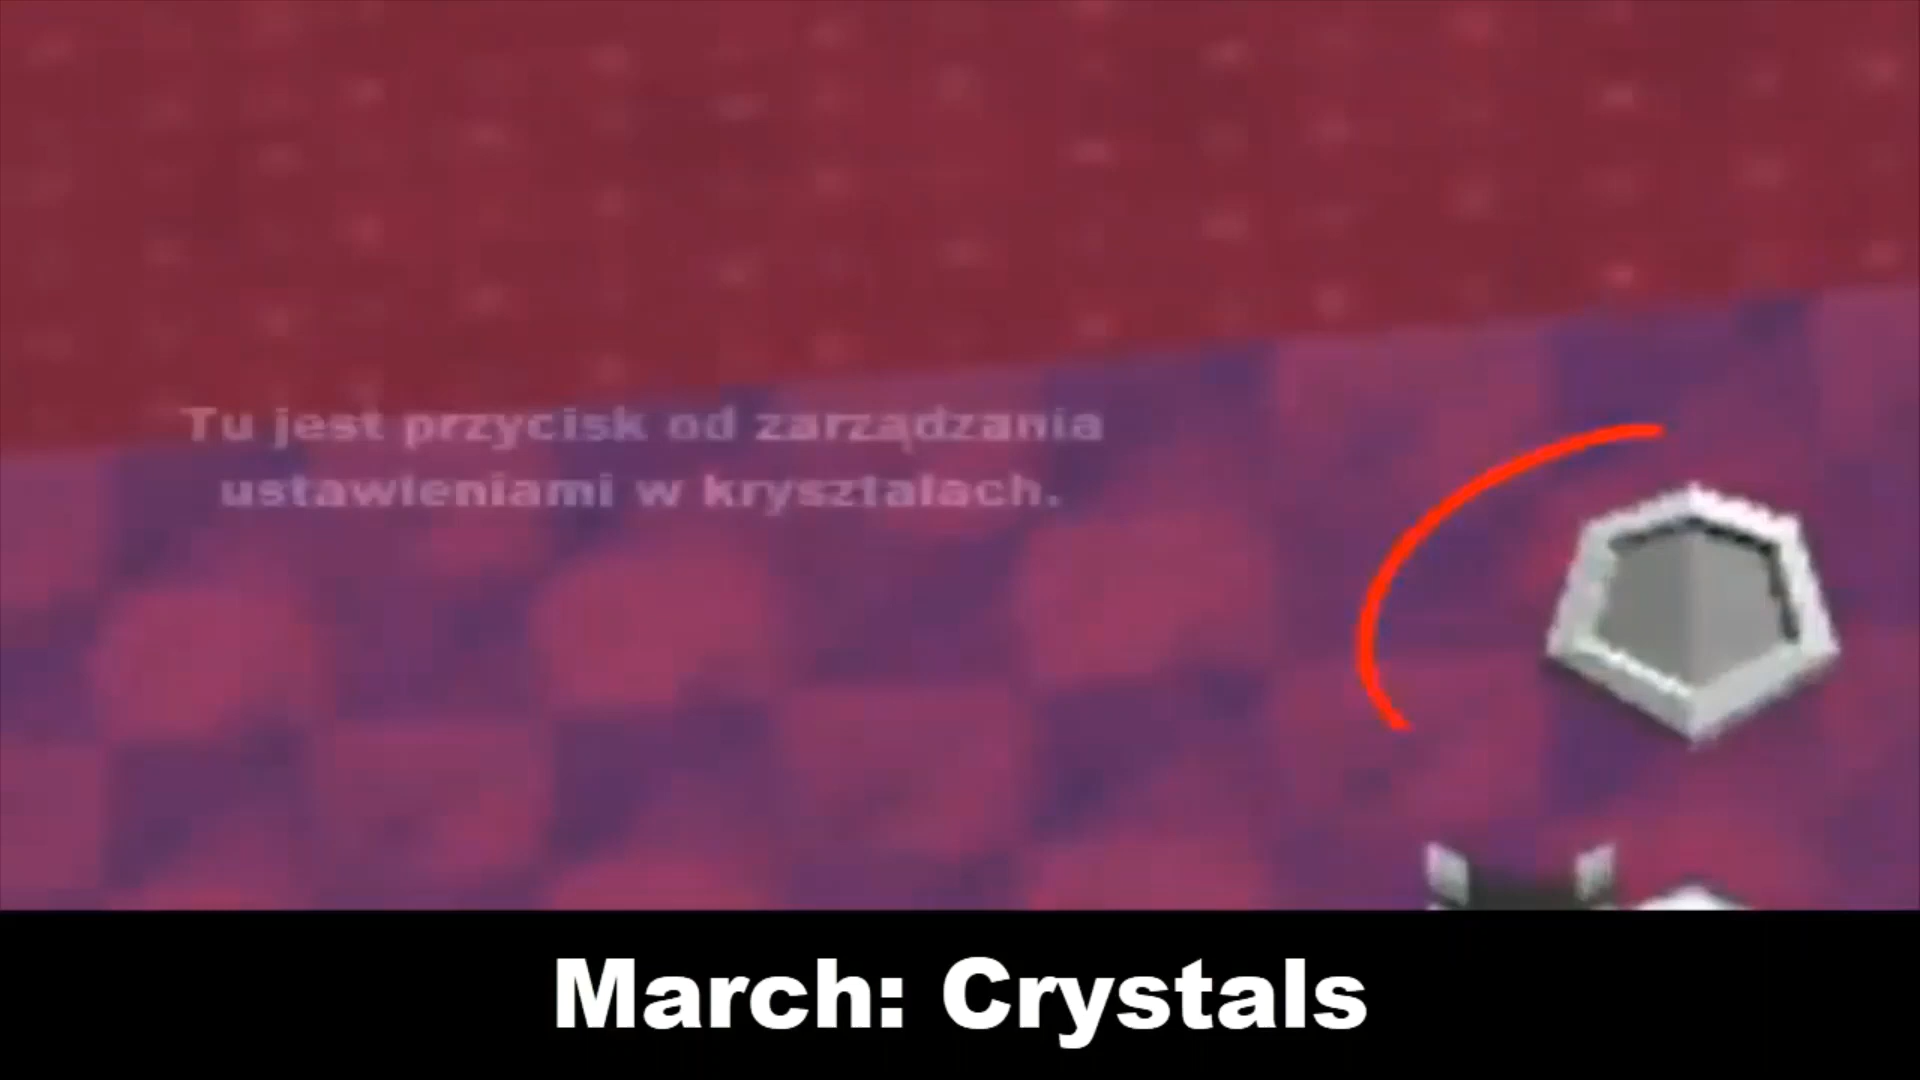 Tu jest przycisk od zarządzania
ustawieniami w kryształach.
March: Crystals